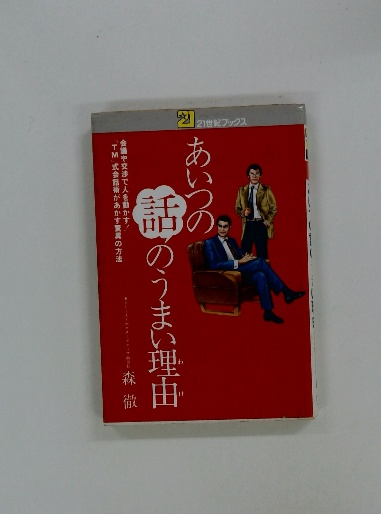 21世紀ブックス
あいつの話のうまい理由
わけ
会議や交渉で人を動かす!
TM式会話術があかす驚異の方法
森 徹